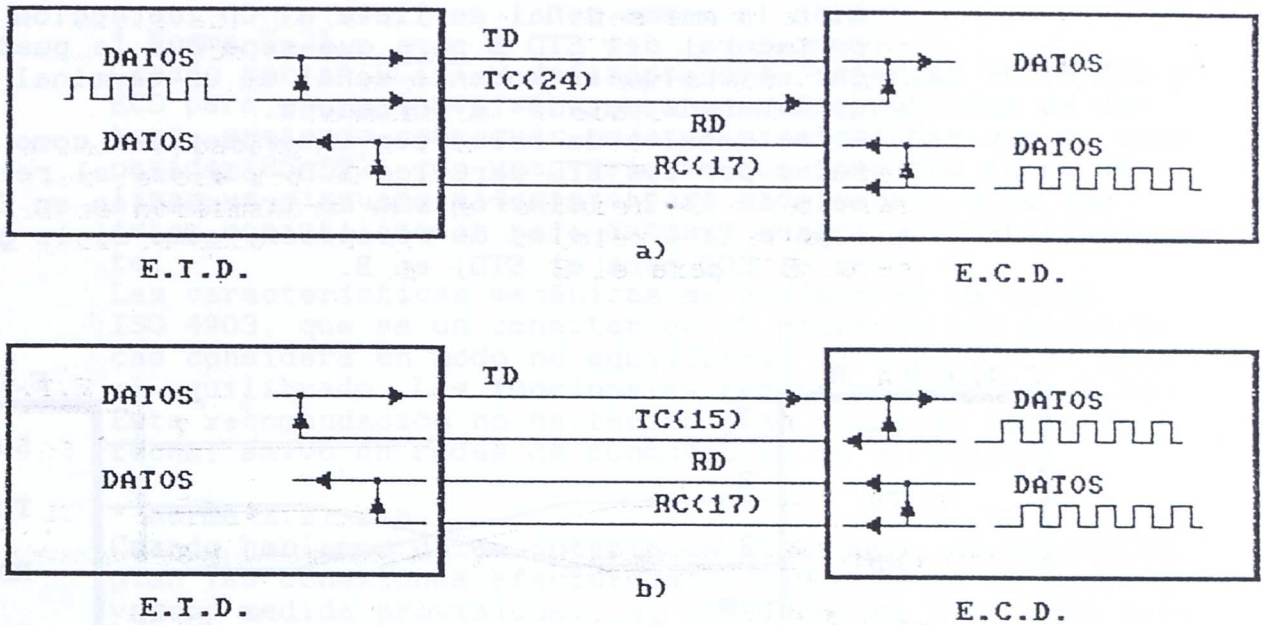 DATOS
TD
TC(24)
DATOS
DATOS
RD
RC(17)
DATOS
E.T.D.
a)
E.C.D.
DATOS
TD
TC(15)
DATOS
DATOS
RD
RC(17)
DATOS
E.T.D.
b)
E.C.D.